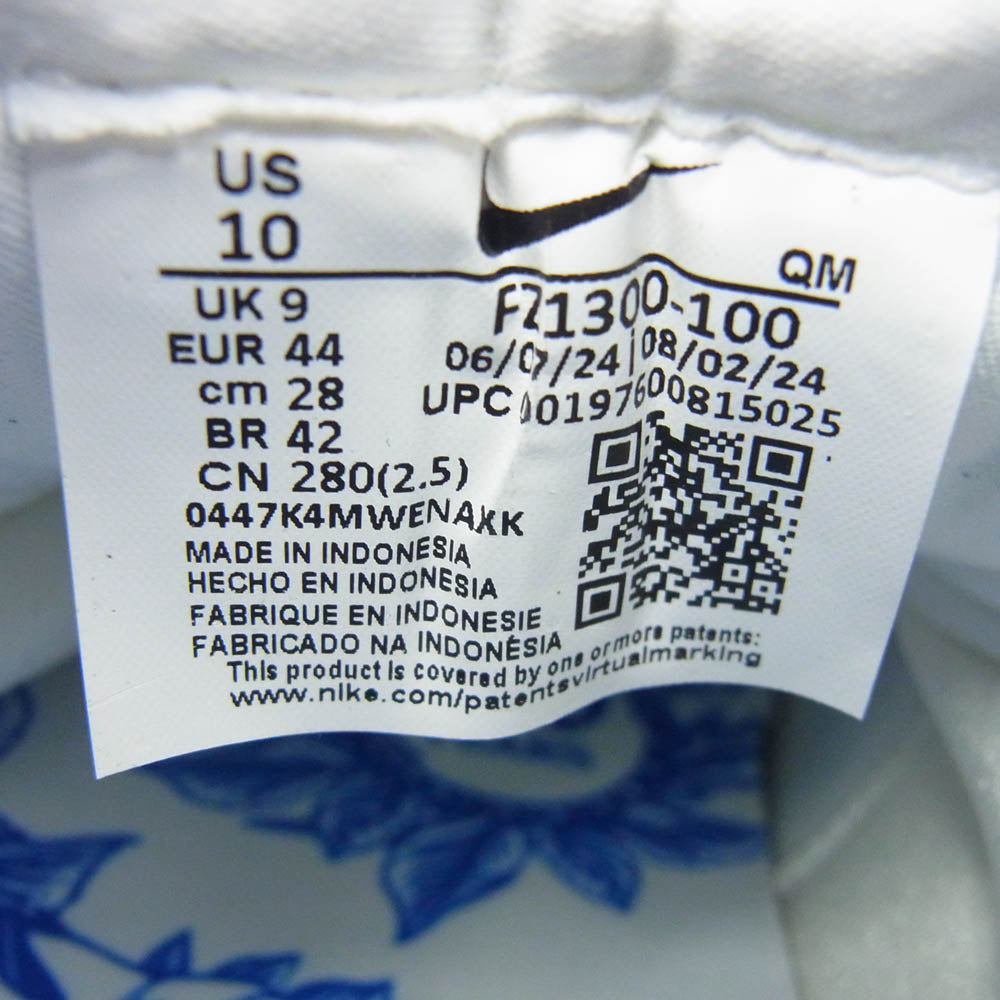 US
10
QM
UK 9
EUR 44
cm 28
BR 42
CN 280(2.5)
FZ1300-100
06/07/24 | 08/02/24
UPC 00197600815025
0447K4MWENAXK
MADE IN INDONESIA
HECHO EN INDONESIA
FABRIQUE EN INDONESIE
FABRICADO NA INDONÉSIA
This product is covered by one or more patents:
www.nike.com/patentsvirtualmarking